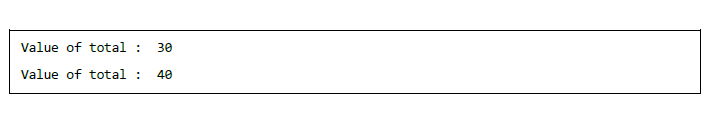 Value of total :  30
Value of total :  40